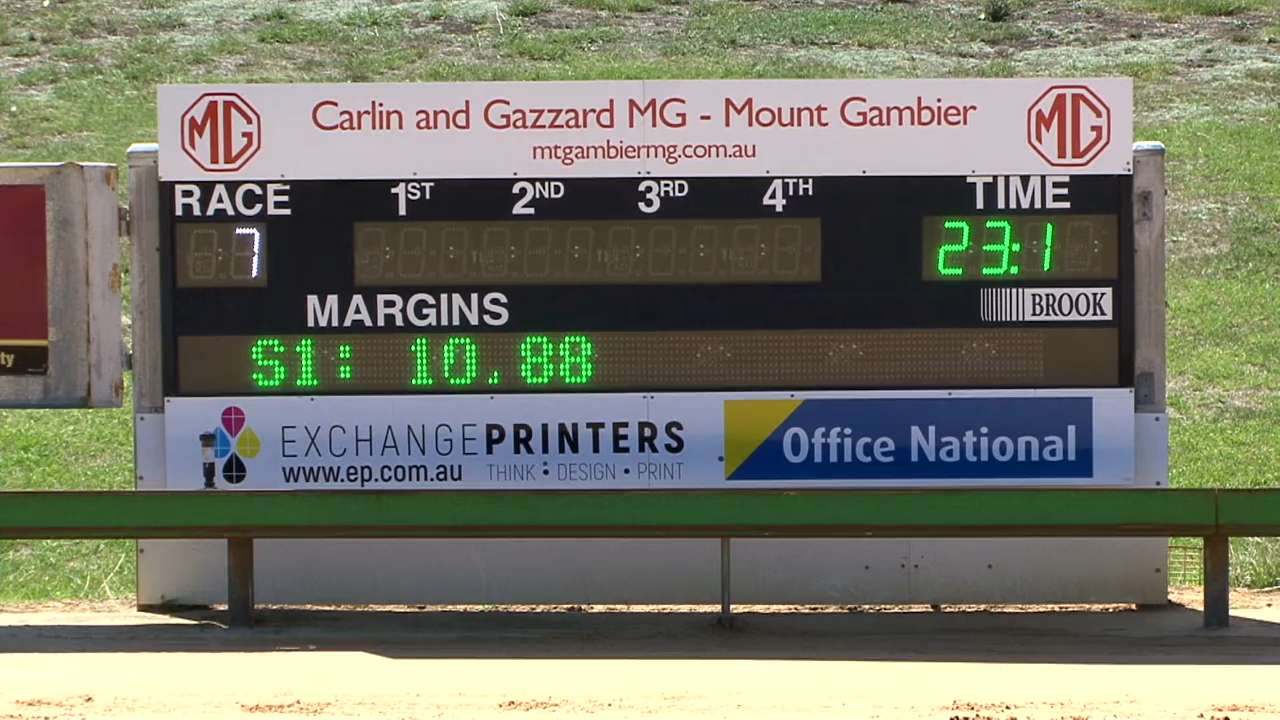 MG Carlin and Gazzard MG - Mount Gambier MG
mtgambiermg.com.au
RACE 1ST 2ND 3RD 4TH TIME
7 23:1
MARGINS
BROOK
S1: 10.88
ty
EXCHANGEPRINTERS
www.ep.com.au THINK : DESIGN • PRINT
Office National